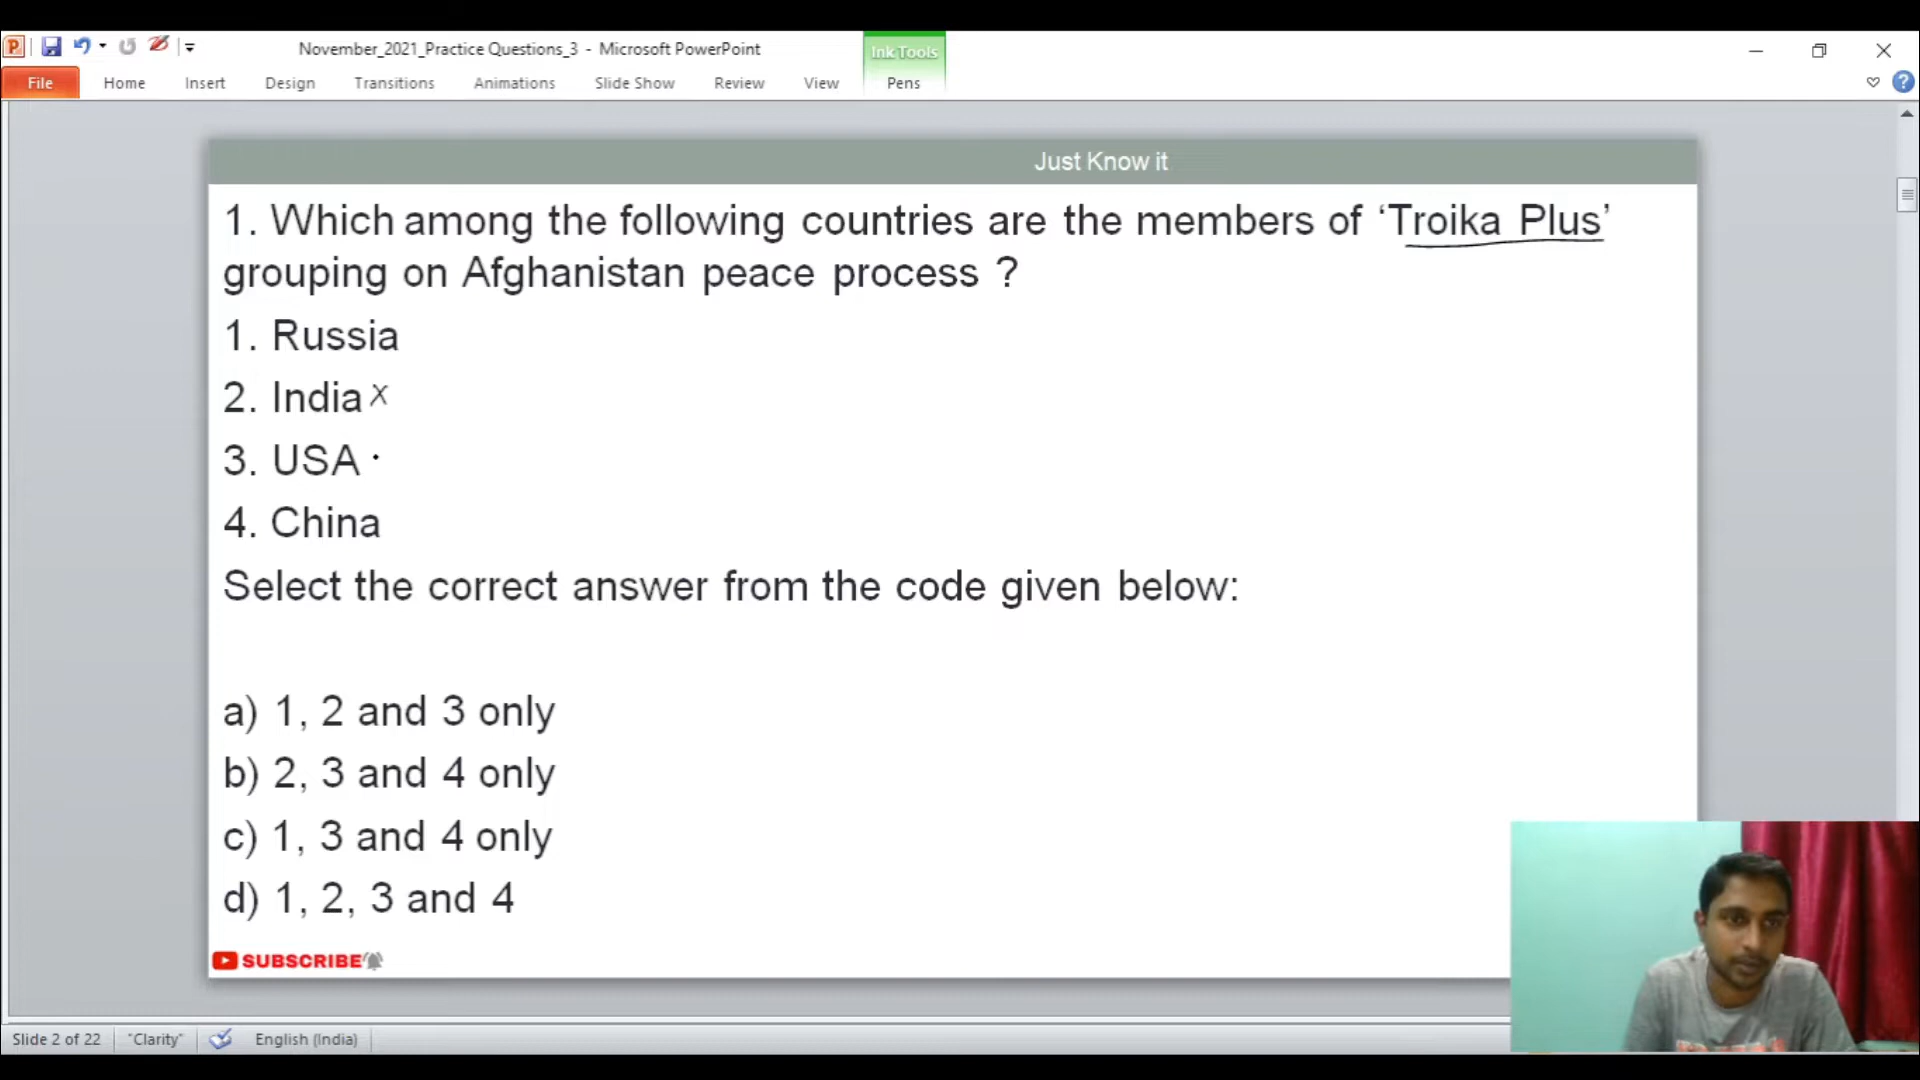 November_2021_Practice Questions_3 - Microsoft PowerPoint
Ink Tools
File Home Insert Design Transitions Animations Slide Show Review View Pens
Just Know it
1. Which among the following countries are the members of ‘Troika Plus’
grouping on Afghanistan peace process ?
1. Russia
2. India x
3. USA
4. China
Select the correct answer from the code given below:
a) 1, 2 and 3 only
b) 2, 3 and 4 only
c) 1, 3 and 4 only
d) 1, 2, 3 and 4
SUBSCRIBE
Slide 2 of 22 "Clarity" English (India)